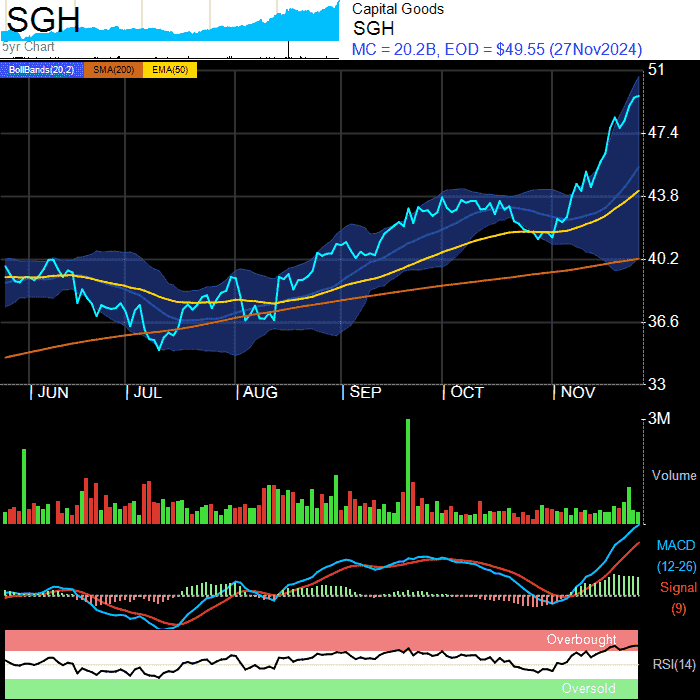 SGH
5yr Chart
Capital Goods
SGH
MC = 20.2B, EOD = $49.55 (27Nov2024)
BollBands(20,2) SMA(200) EMA(50)
51
47.4
43.8
40.2
36.6
33
JUN JUL AUG SEP OCT NOV
3M
Volume
MACD
(12-26)
Signal
(9)
Overbought
RSI(14)
Oversold